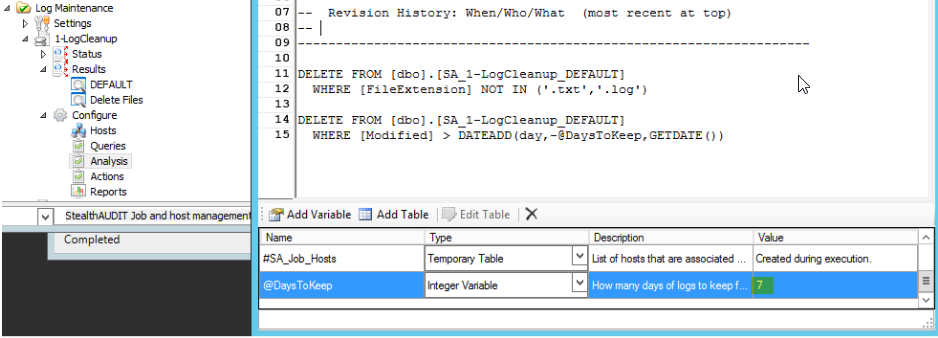 Log Maintenance
Settings
1-LogCleanup
Status
Results
DEFAULT
Delete Files
Configure
Hosts
Queries
Analysis
Actions
Reports
StealthAUDIT Job and host management
Completed
07 -- Revision History: When/Who/What (most recent at top)
08 --
09 ----------------------------------------------------------------------
10
11 DELETE FROM [dbo].[SA_1-LogCleanup_DEFAULT]
12 WHERE [FileExtension] NOT IN ('.txt','.log')
13
14 DELETE FROM [dbo].[SA_1-LogCleanup_DEFAULT]
15 WHERE [Modified] > DATEADD(day,-@DaysToKeep,GETDATE())
Add Variable Add Table Edit Table
Name Type Description Value
#SA_Job_Hosts Temporary Table List of hosts that are associated ... Created during execution.
@DaysToKeep Integer Variable How many days of logs to keep f... 7